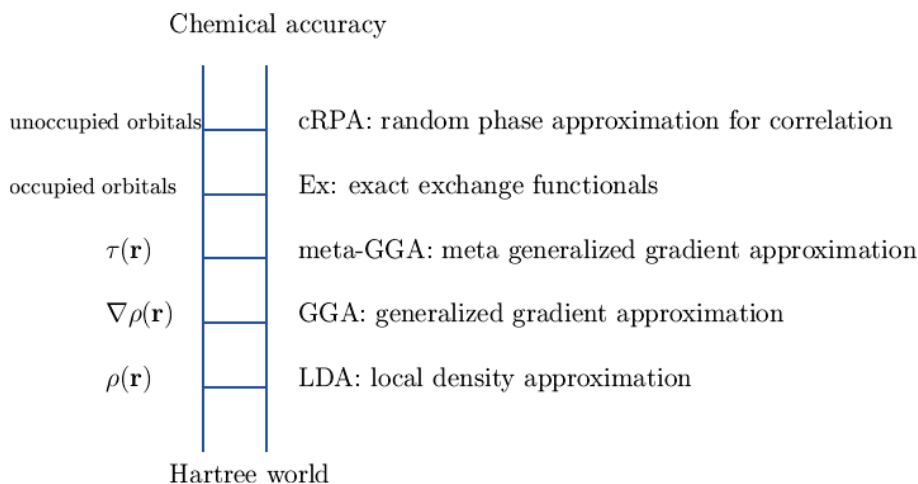 Chemical accuracy
unoccupied orbitals cRPA: random phase approximation for correlation
occupied orbitals Ex: exact exchange functionals
τ(r) meta-GGA: meta generalized gradient approximation
∇ρ(r) GGA: generalized gradient approximation
ρ(r) LDA: local density approximation
Hartree world